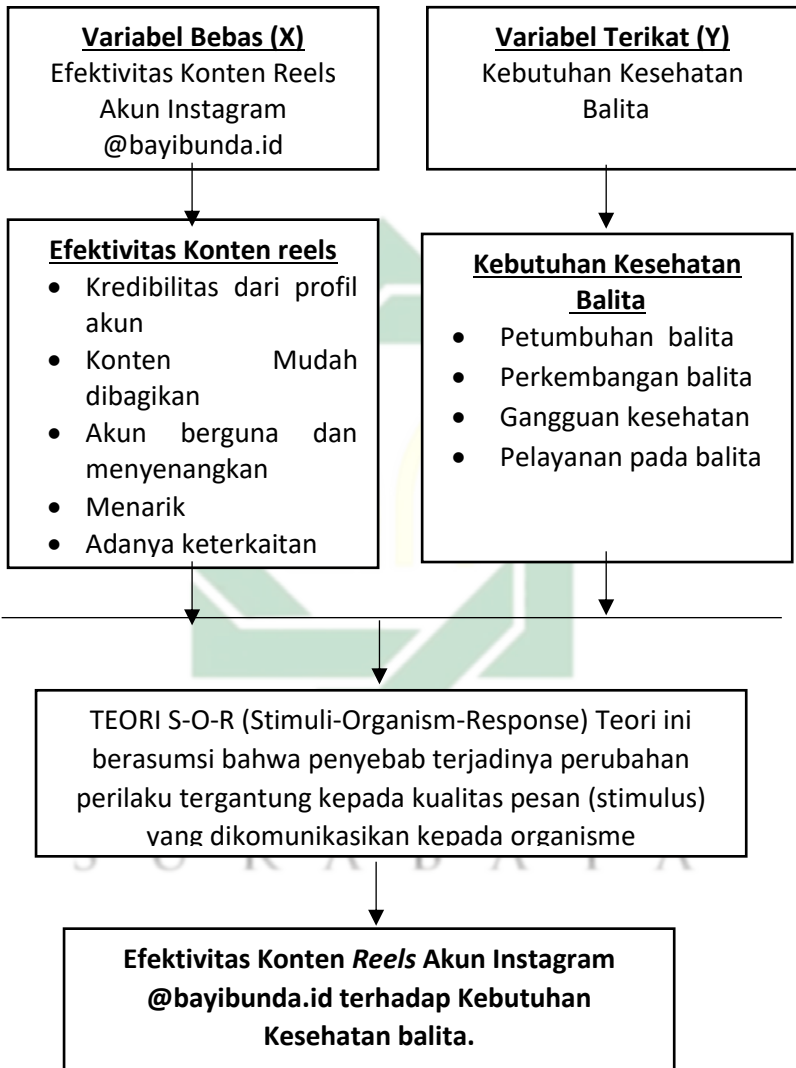 Variabel Bebas (X)
Efektivitas Konten Reels
Akun Instagram
@bayibunda.id
Variabel Terikat (Y)
Kebutuhan Kesehatan
Balita
Efektivitas Konten reels
• Kredibilitas dari profil
akun
• Konten Mudah
dibagikan
• Akun berguna dan
menyenangkan
• Menarik
• Adanya keterkaitan
Kebutuhan Kesehatan
Balita
• Petumbuhan balita
• Perkembangan balita
• Gangguan kesehatan
• Pelayanan pada balita
TEORI S-O-R (Stimuli-Organism-Response) Teori ini
berasumsi bahwa penyebab terjadinya perubahan
perilaku tergantung kepada kualitas pesan (stimulus)
yang dikomunikasikan kepada organisme
S U R A B A Y A
Efektivitas Konten Reels Akun Instagram
@bayibunda.id terhadap Kebutuhan
Kesehatan balita.